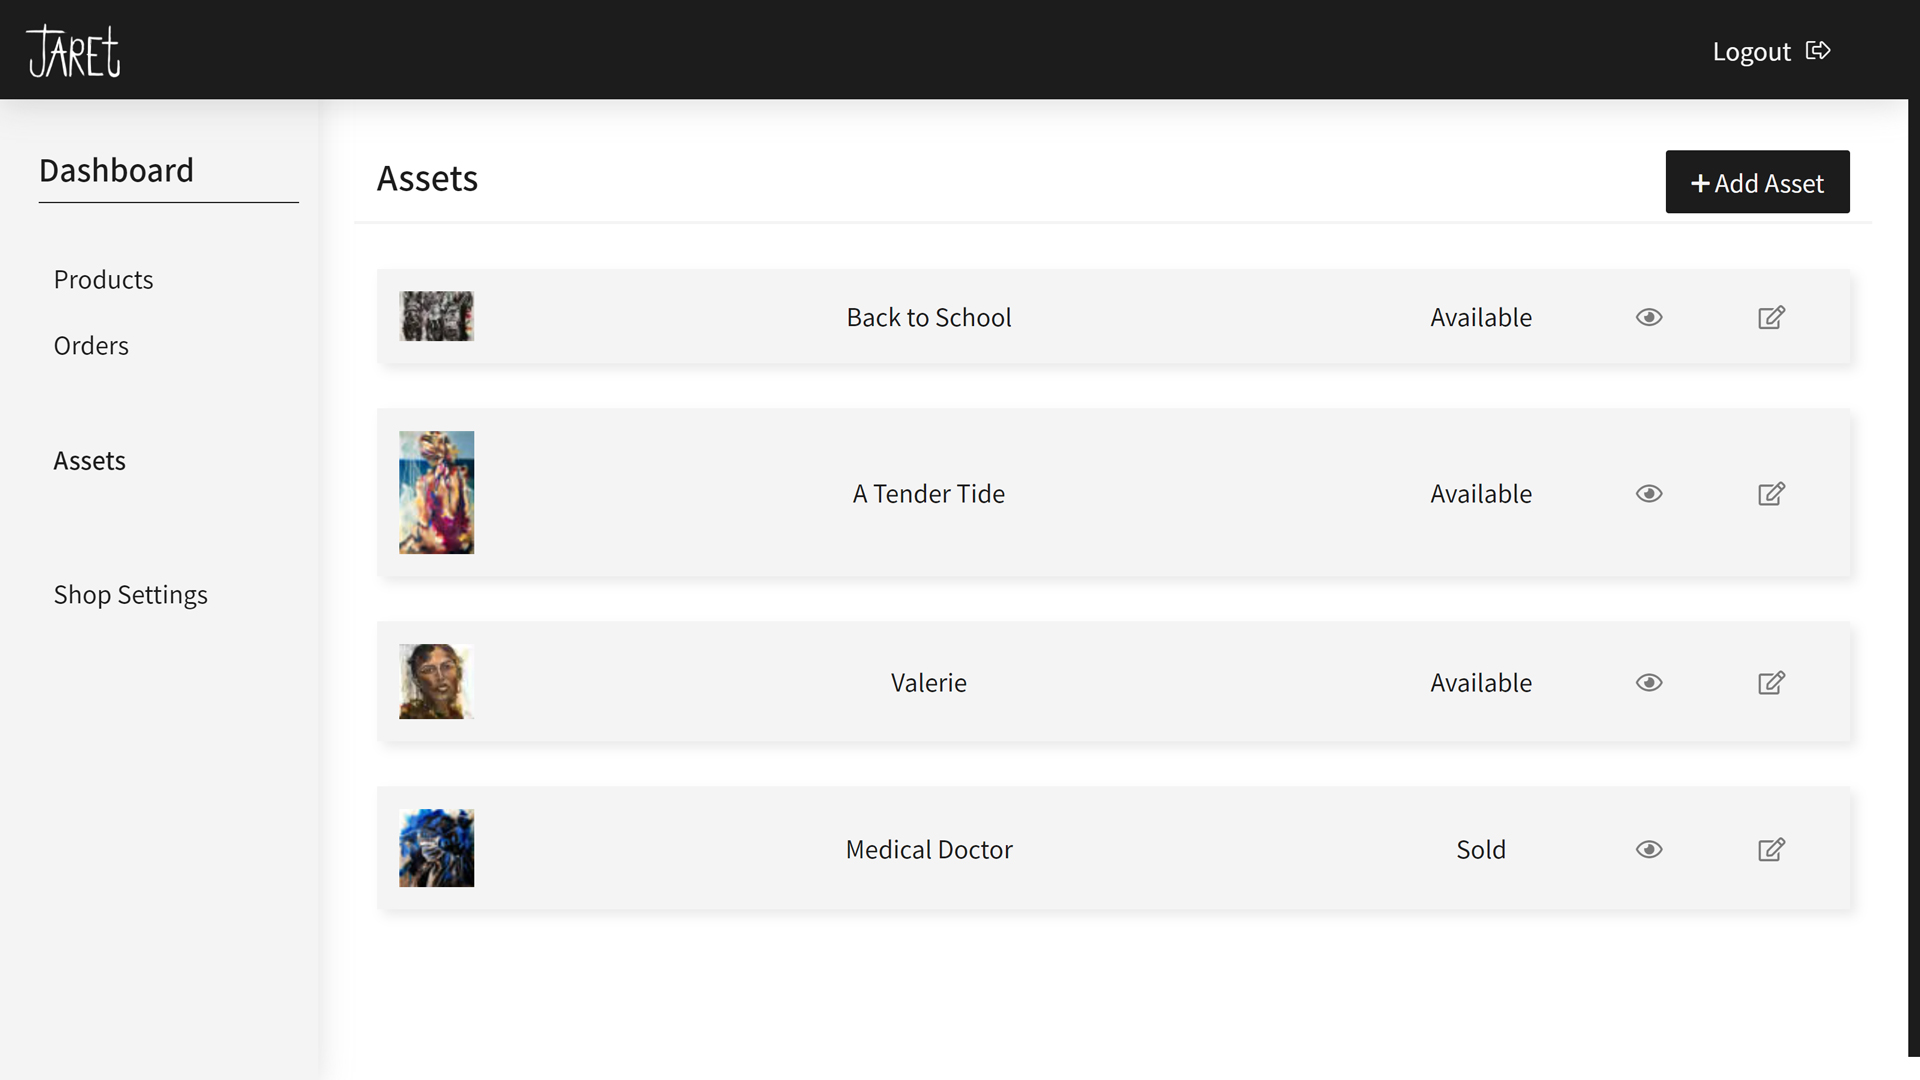 JARET
Logout
Dashboard
Assets
+ Add Asset
Products
Orders
Assets
Shop Settings
Back to School Available
A Tender Tide Available
Valerie Available
Medical Doctor Sold